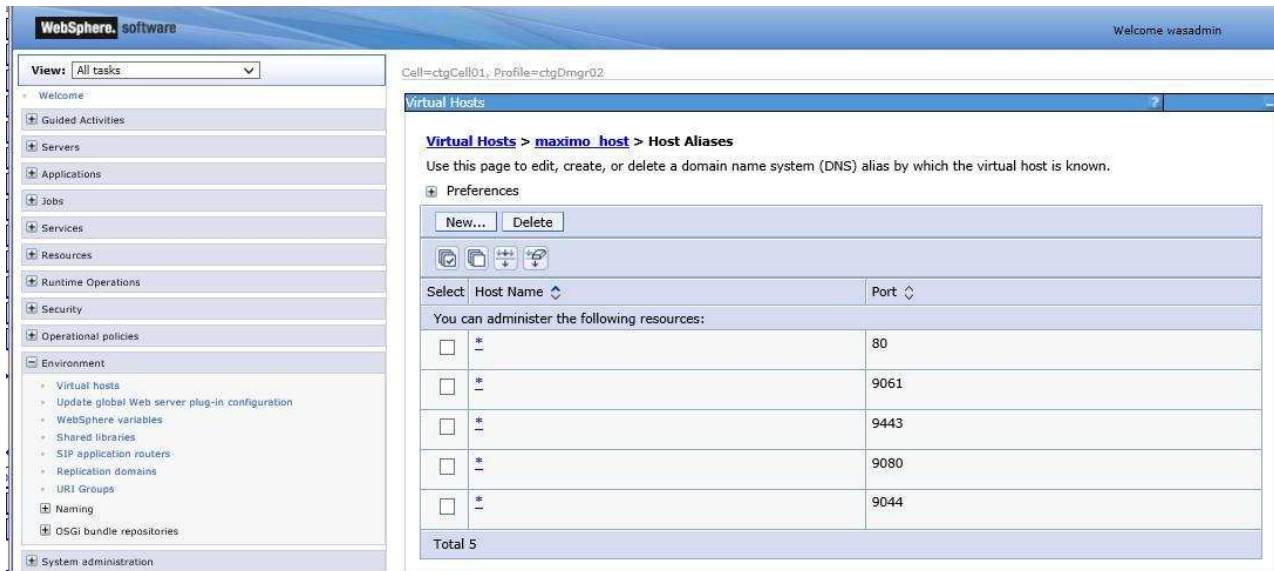 WebSphere. software
Welcome wasadmin
View: All tasks
Welcome
Guided Activities
Servers
Applications
Jobs
Services
Resources
Runtime Operations
Security
Operational policies
Environment
Virtual hosts
Update global Web server plug-in configuration
WebSphere variables
Shared libraries
SIP application routers
Replication domains
URI Groups
Naming
OSGi bundle repositories
System administration
Cell=ctgCell01, Profile=ctgDmgr02
Virtual Hosts ?
Virtual Hosts > maximo_host > Host Aliases
Use this page to edit, create, or delete a domain name system (DNS) alias by which the virtual host is known.
Preferences
New... Delete
Select Host Name Port
You can administer the following resources:
* 80
* 9061
* 9443
* 9080
* 9044
Total 5